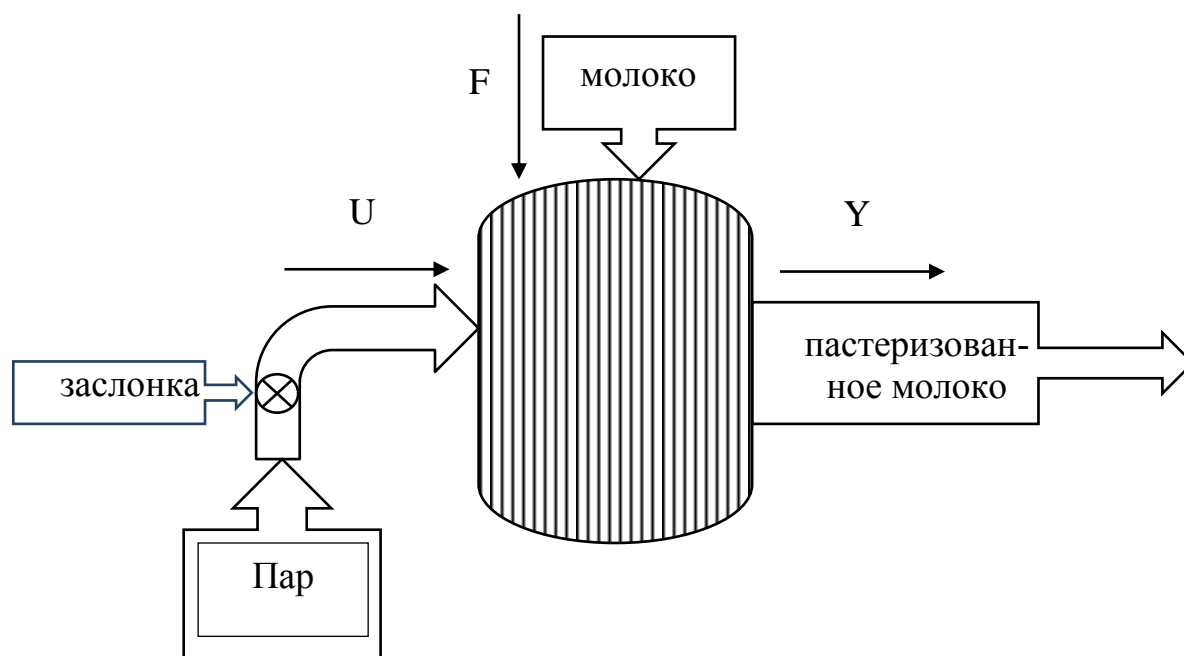 F
молоко
U
Y
заслонка
пастеризован-
ное молоко
Пар